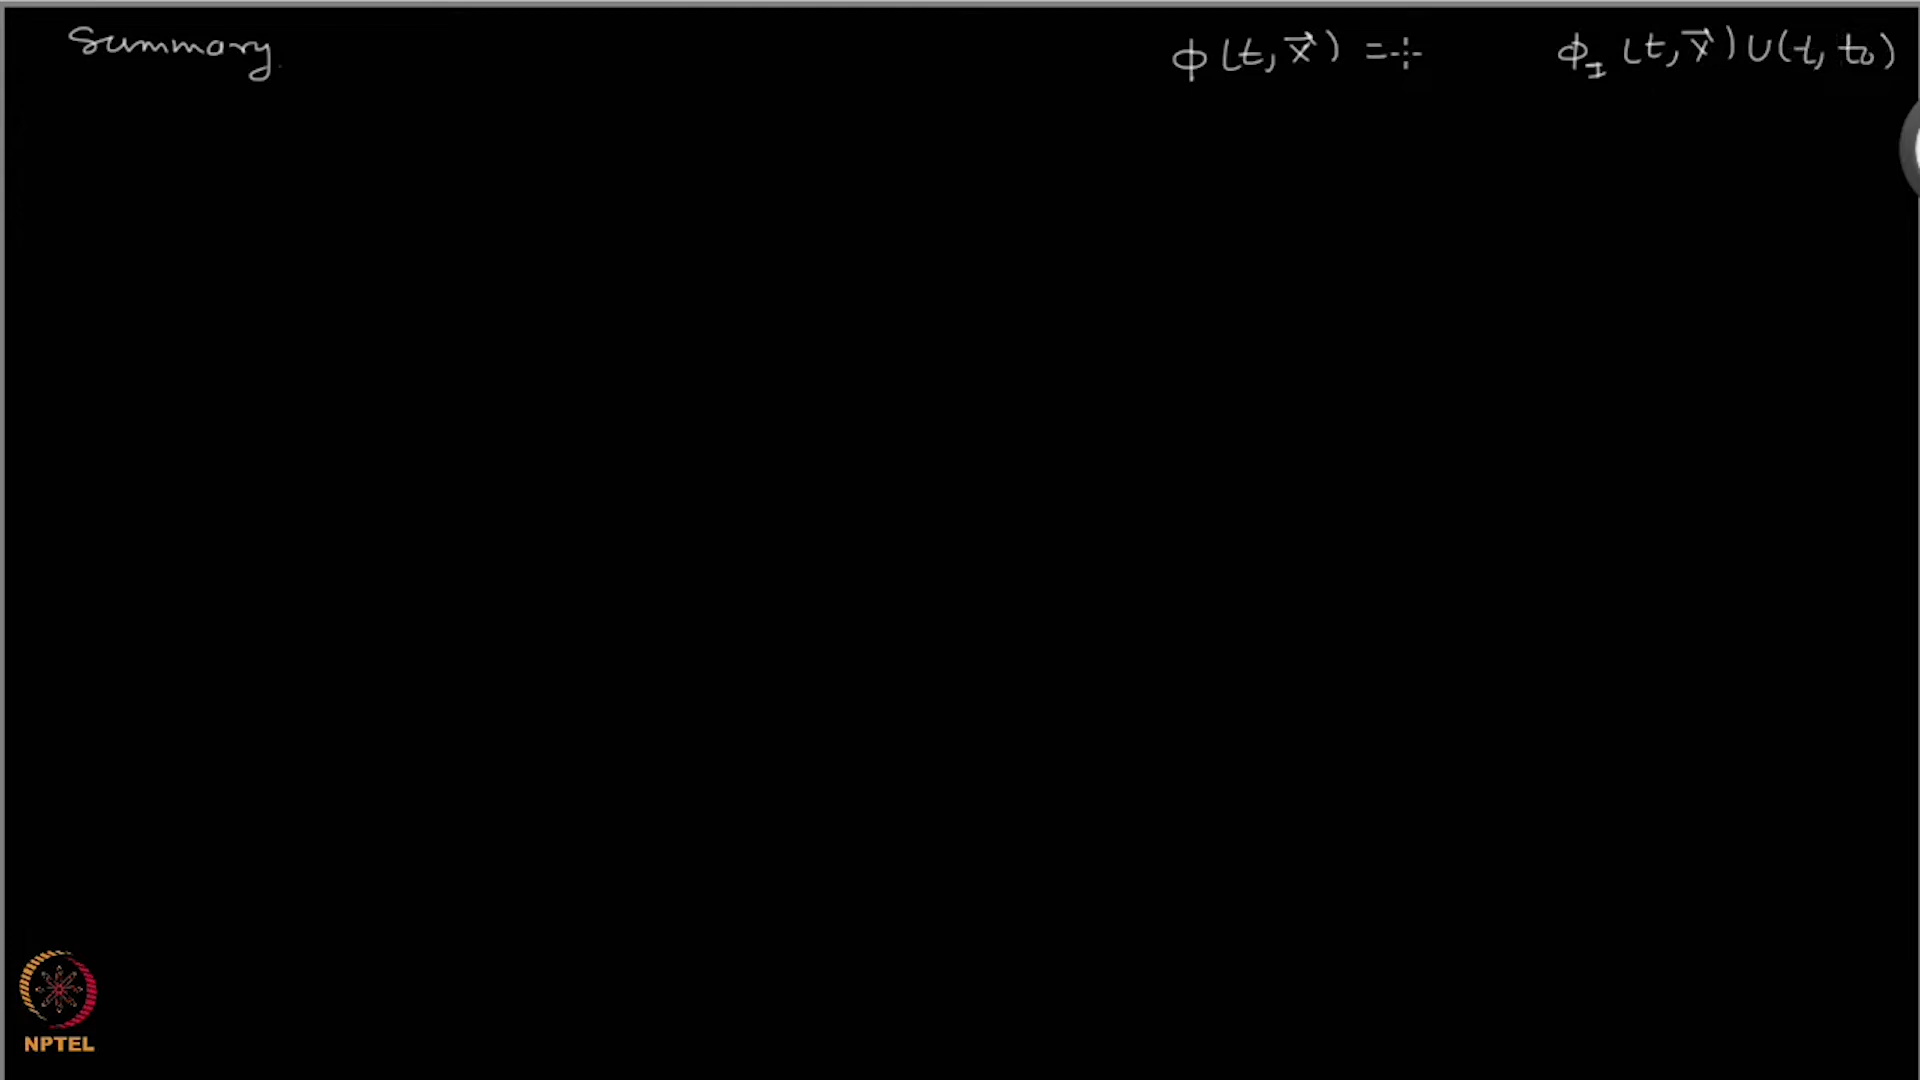 Summary
ϕ(t, x⃗) = ϕ_I (t, x⃗) U(t, t₀)
NPTEL